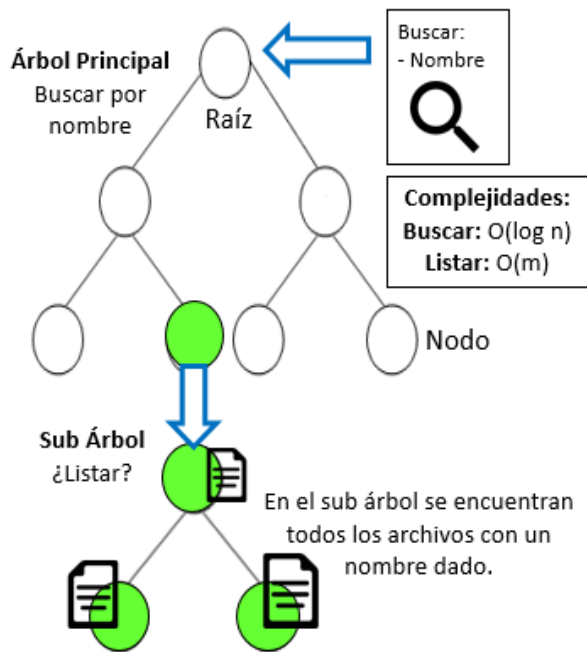 Árbol Principal
Buscar por
nombre
Raíz
Buscar:
- Nombre
Complejidades:
Buscar: O(log n)
Listar: O(m)
Nodo
Sub Árbol
¿Listar?
En el sub árbol se encuentran
todos los archivos con un
nombre dado.